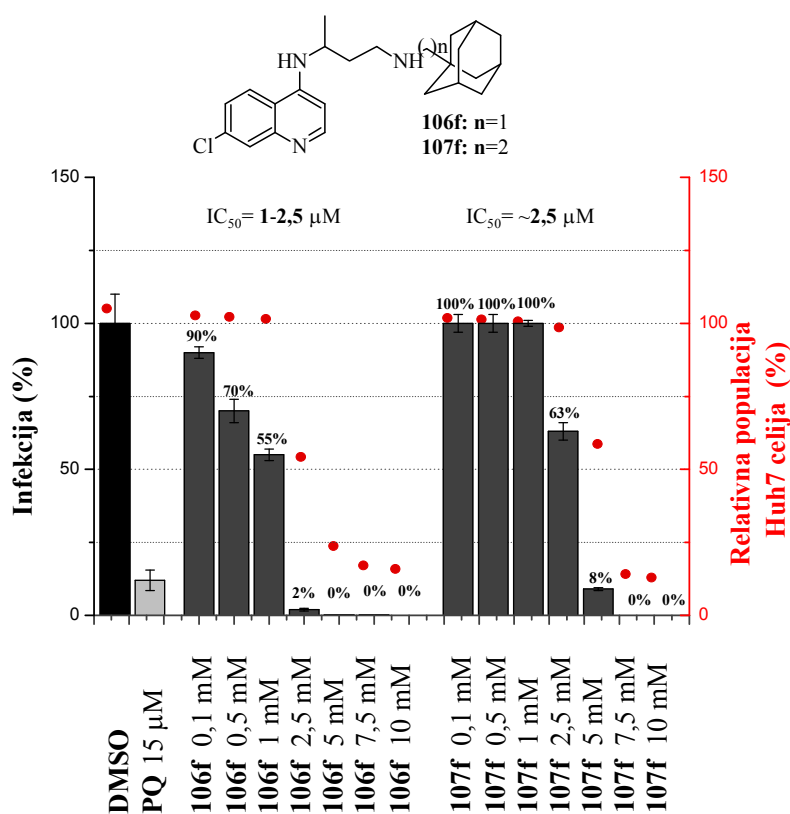 HN
NH
( )n
Cl
N
106f: n=1
107f: n=2
IC50= 1-2,5 μM
IC50= ~2,5 μM
150
100
50
0
Infekcija (%)
150
100
50
0
Relativna populacija
Huh7 celija (%)
90%
70%
55%
2%
0%
0%
0%
100%
100%
100%
63%
8%
0%
0%
DMSO
PQ 15 μM
106f 0,1 mM
106f 0,5 mM
106f 1 mM
106f 2,5 mM
106f 5 mM
106f 7,5 mM
106f 10 mM
107f 0,1 mM
107f 0,5 mM
107f 1 mM
107f 2,5 mM
107f 5 mM
107f 7,5 mM
107f 10 mM